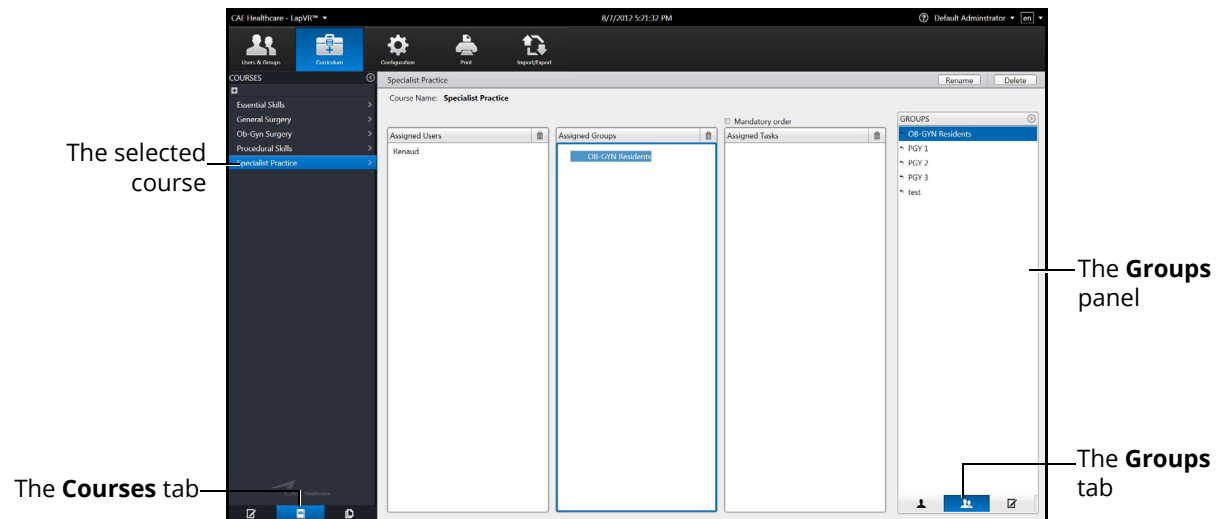 CAE Healthcare - LapVR™
8/7/2012 5:21:32 PM
Default Adminstrator
en
Users & Groups
Curriculum
Configuration
Print
Import/Export
COURSES
Essential Skills
General Surgery
Ob-Gyn Surgery
Procedural Skills
Specialist Practice
Specialist Practice
Rename
Delete
Course Name: Specialist Practice
Mandatory order
Assigned Users
Renaud
Assigned Groups
OB-GYN Residents
Assigned Tasks
GROUPS
OB-GYN Residents
PGY 1
PGY 2
PGY 3
test
The selected
course
The Groups
panel
The Courses tab
CAE Healthcare
The Groups
tab